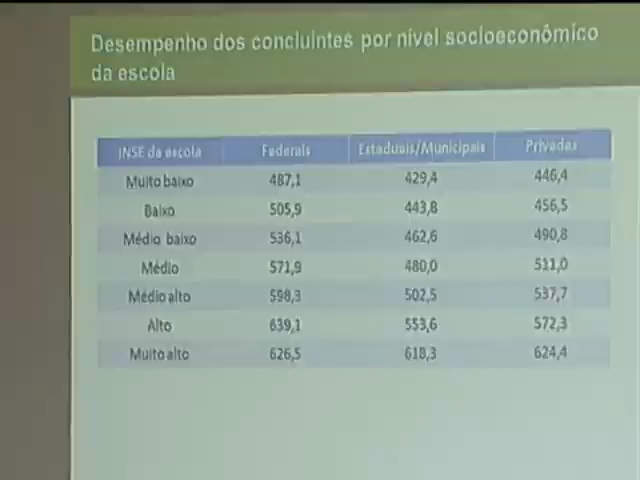 Desempenho dos concluintes por nível socioeconômico
da escola
INSE da escola Federais Estaduais/Municipais Privadas
Muito baixo 487,1 429,4 446,4
Baixo 505,9 443,8 456,5
Médio baixo 536,1 462,6 490,8
Médio 571,9 480,0 511,0
Médio alto 598,3 502,5 537,7
Alto 639,1 553,6 572,3
Muito alto 626,5 618,3 624,4